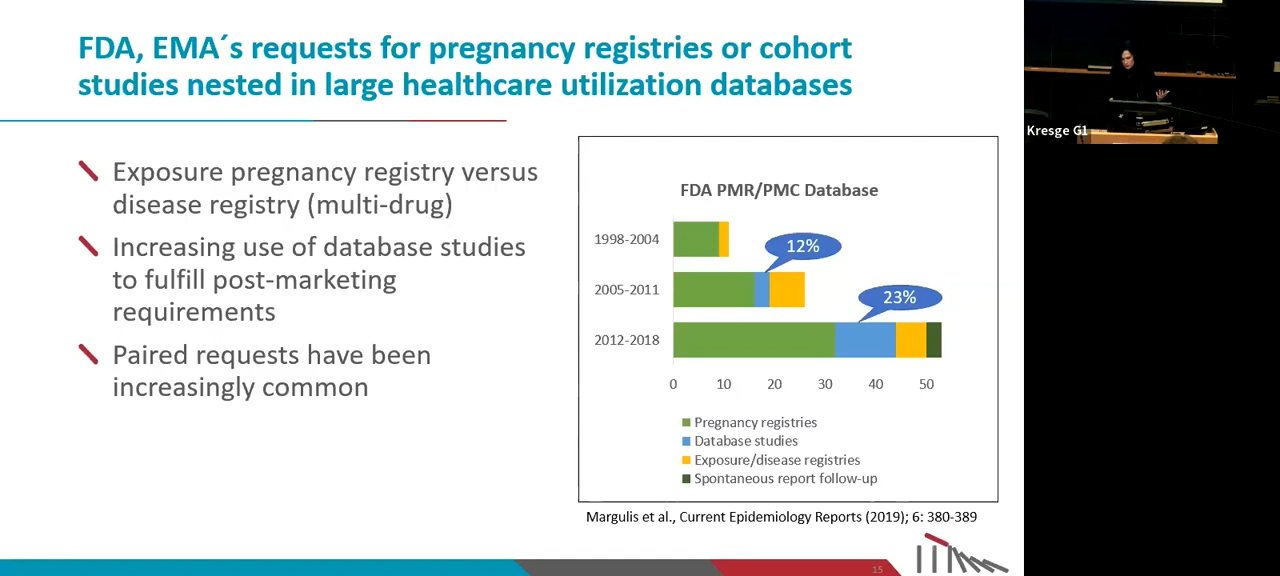 FDA, EMA´s requests for pregnancy registries or cohort
studies nested in large healthcare utilization databases
Exposure pregnancy registry versus
disease registry (multi-drug)
Increasing use of database studies
to fulfill post-marketing
requirements
Paired requests have been
increasingly common
FDA PMR/PMC Database
1998-2004
12%
2005-2011
23%
2012-2018
0 10 20 30 40 50
Pregnancy registries
Database studies
Exposure/disease registries
Spontaneous report follow-up
Margulis et al., Current Epidemiology Reports (2019); 6: 380-389
15
Kresge G1